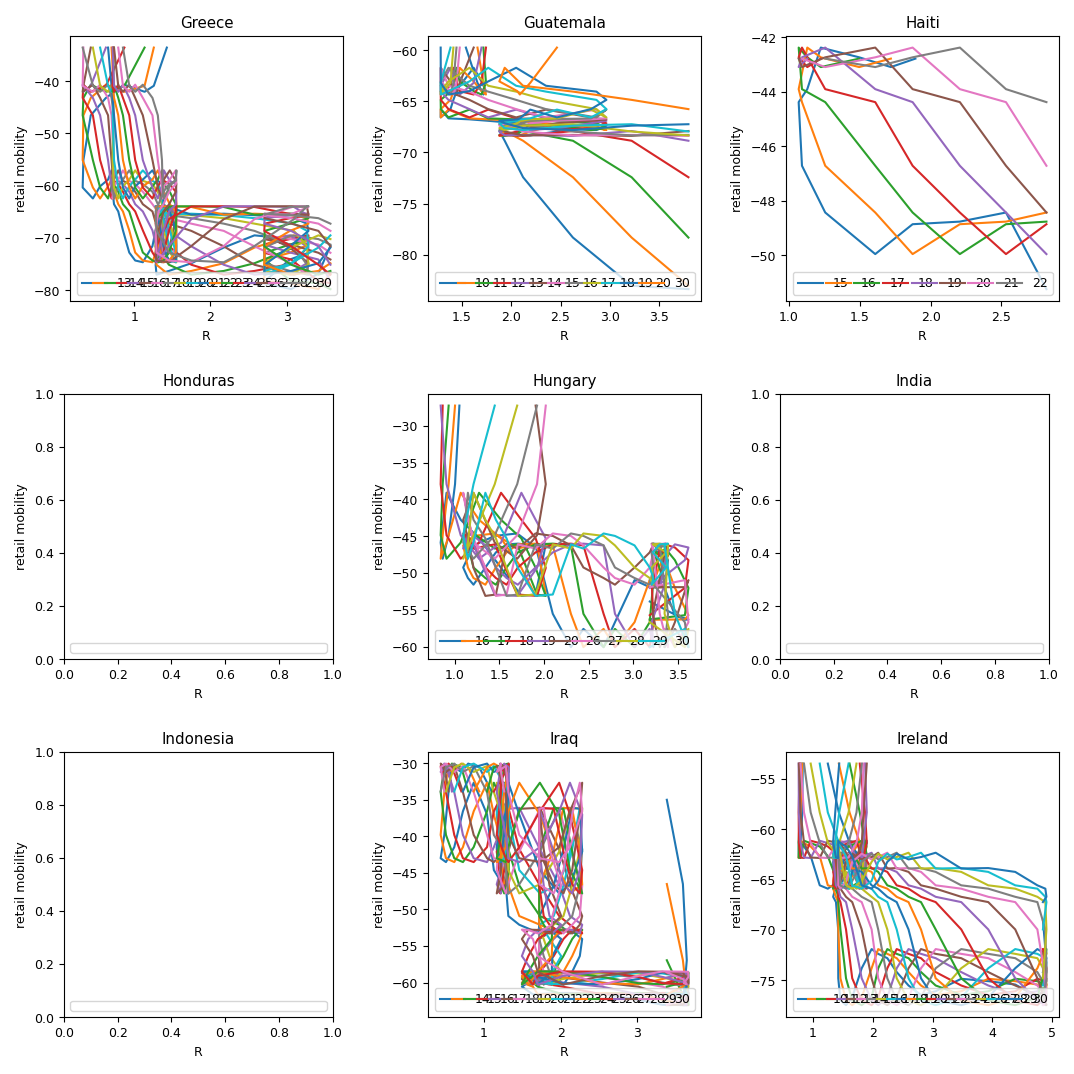 Greece Guatemala Haiti
retail mobility
−40
−50
−60
−70
−80
1 2 3
R
retail mobility
−60
−65
−70
−75
−80
10 11 12 13 14 15 16 17 18 19 20 30
1.5 2.0 2.5 3.0 3.5
R
retail mobility
−42
−44
−46
−48
−50
15 16 17 18 19 20 21 22
1.0 1.5 2.0 2.5
R
Honduras Hungary India
retail mobility
1.0
0.8
0.6
0.4
0.2
0.0
0.0 0.2 0.4 0.6 0.8 1.0
R
retail mobility
−30
−35
−40
−45
−50
−55
−60
16 17 18 19 20 26 27 28 29 30
1.0 1.5 2.0 2.5 3.0 3.5
R
retail mobility
1.0
0.8
0.6
0.4
0.2
0.0
0.0 0.2 0.4 0.6 0.8 1.0
R
Indonesia Iraq Ireland
retail mobility
1.0
0.8
0.6
0.4
0.2
0.0
0.0 0.2 0.4 0.6 0.8 1.0
R
retail mobility
−30
−35
−40
−45
−50
−55
−60
1 2 3
R
retail mobility
−55
−60
−65
−70
−75
1 2 3 4 5
R